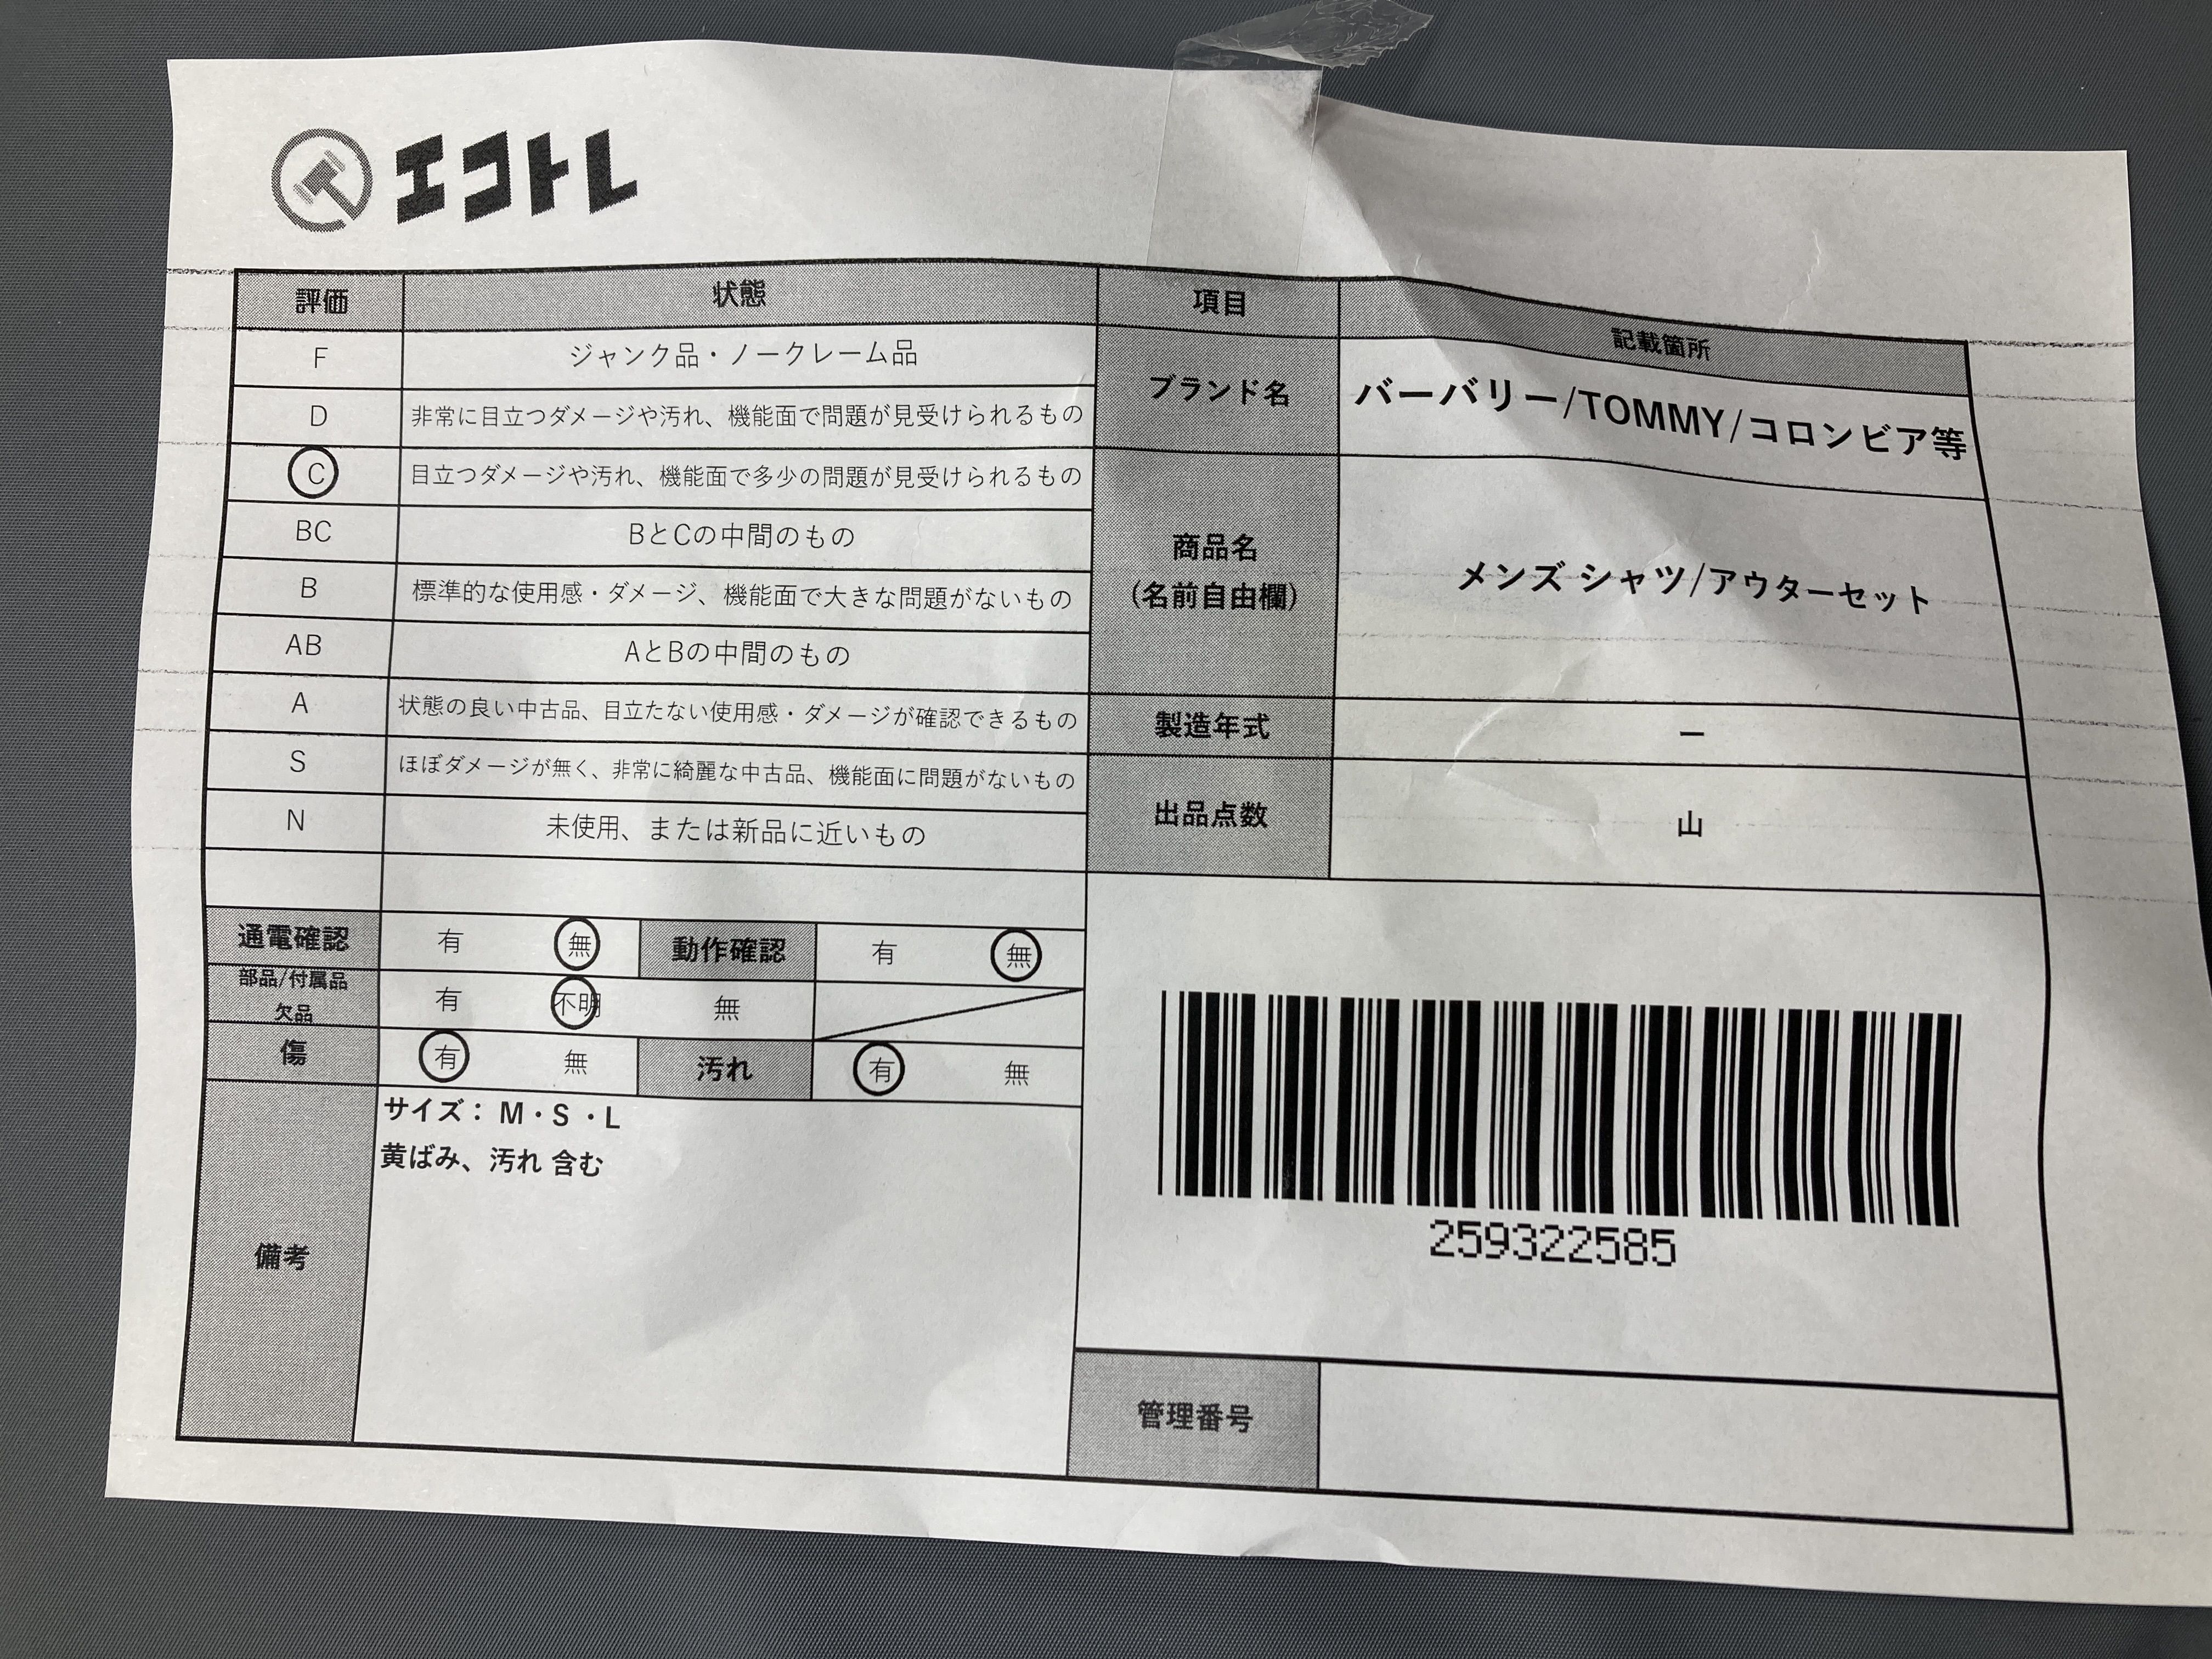 エコトレ
評価 状態
F ジャンク品・ノークレーム品
D 非常に目立つダメージや汚れ、機能面で問題が見受けられるもの
C 目立つダメージや汚れ、機能面で多少の問題が見受けられるもの
BC BとCの中間のもの
B 標準的な使用感・ダメージ、機能面で大きな問題がないもの
AB AとBの中間のもの
A 状態の良い中古品、目立たない使用感・ダメージが確認できるもの
S ほぼダメージが無く、非常に綺麗な中古品、機能面に問題がないもの
N 未使用、または新品に近いもの
通電確認 有 無 動作確認 有 無
部品/付属品
欠品 有 不明 無
傷 有 無 汚れ 有 無
備考
サイズ： M・S ・L
黄ばみ、汚れ 含む
項目 記載箇所
ブランド名 バーバリー/TOMMY/コロンビア等
商品名
（名前自由欄） メンズ シャツ/アウターセット
製造年式 ー
出品点数 山
259322585
管理番号